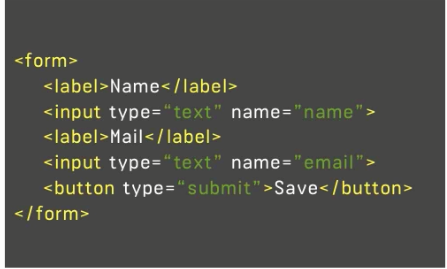 <form>
<label>Name</label>
<input type=“text” name=”name”>
<label>Mail</label>
<input type=“text” name=”email”>
<button type=“submit”>Save</button>
</form>